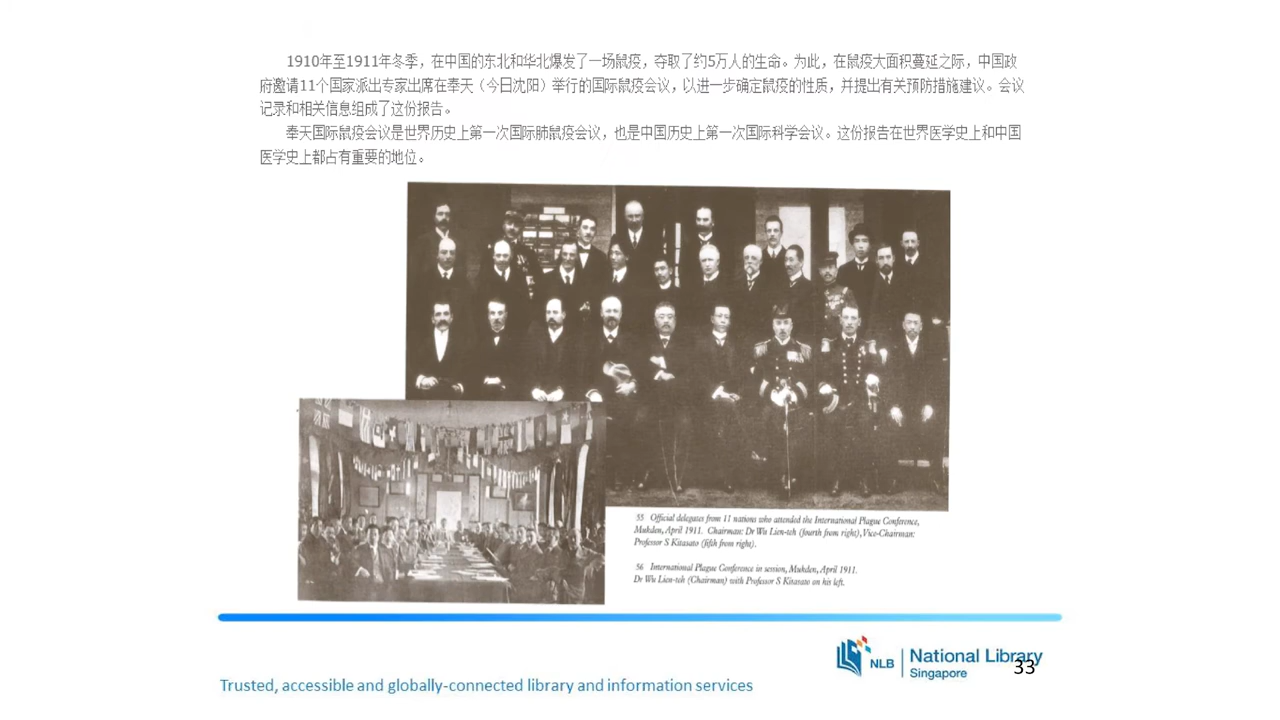 1910年至1911年冬季，在中国的东北和华北爆发了一场鼠疫，夺取了约5万人的生命。为此，在鼠疫大面积蔓延之际，中国政
府邀请11个国家派出专家出席在奉天（今日沈阳）举行的国际鼠疫会议，以进一步确定鼠疫的性质，并提出有关预防措施建议。会议
记录和相关信息组成了这份报告。
奉天国际鼠疫会议是世界历史上第一次国际肺鼠疫会议，也是中国历史上第一次国际科学会议。这份报告在世界医学史上和中国
医学史上都占有重要的地位。
55 Official delegates from 11 nations who attended the International Plague Conference,
Mukden, April 1911. Chairman: Dr Wu Lien-teh (fourth from right), Vice-Chairman:
Professor S Kitasato (fifth from right).
56 International Plague Conference in session, Mukden, April 1911.
Dr Wu Lien-teh (Chairman) with Professor S Kitasato on his left.
NLB National Library
Singapore
33
Trusted, accessible and globally-connected library and information services